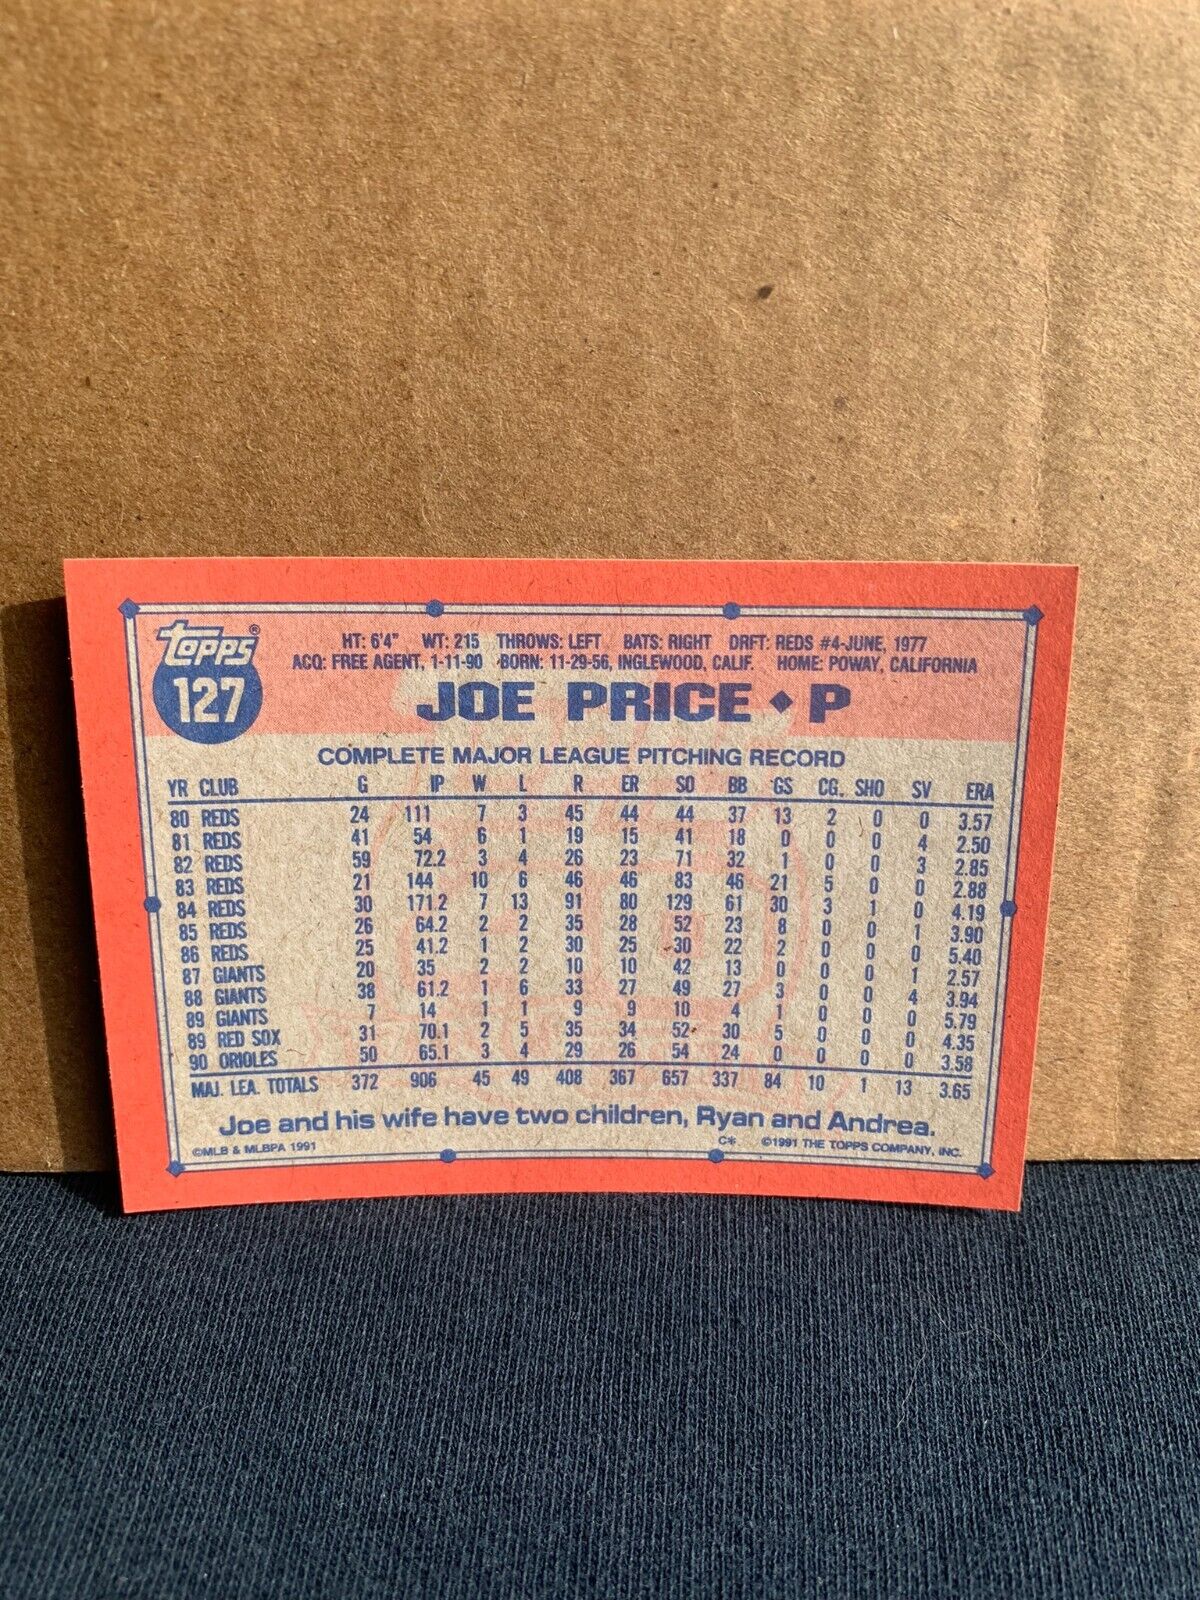 Topps®
127
HT: 6'4" WT: 215 THROWS: LEFT BATS: RIGHT DRFT: REDS #4-JUNE, 1977
ACQ: FREE AGENT, 1-11-90 BORN: 11-29-56, INGLEWOOD, CALIF. HOME: POWAY, CALIFORNIA
JOE PRICE ♦ P
COMPLETE MAJOR LEAGUE PITCHING RECORD
YR CLUB G IP W L R ER SO BB GS CG. SHO SV ERA
80 REDS 24 111 7 3 45 44 44 37 13 2 0 0 3.57
81 REDS 41 54 6 1 19 15 41 18 0 0 0 4 2.50
82 REDS 59 72.2 3 4 26 23 71 32 1 0 0 3 2.85
83 REDS 21 144 10 6 46 46 83 46 21 5 0 0 2.88
84 REDS 30 171.2 7 13 91 80 129 61 30 3 1 0 4.19
85 REDS 26 64.2 2 2 35 28 52 23 8 0 0 1 3.90
86 REDS 25 41.2 1 2 30 25 30 22 2 0 0 0 5.40
87 GIANTS 20 35 2 2 10 10 42 13 0 0 0 1 2.57
88 GIANTS 38 61.2 1 6 33 27 49 27 3 0 0 4 3.94
89 GIANTS 7 14 1 1 9 9 10 4 1 0 0 0 5.79
89 RED SOX 31 70.1 2 5 35 34 52 30 5 0 0 0 4.35
90 ORIOLES 50 65.1 3 4 29 26 54 24 0 0 0 0 3.58
MAJ. LEA. TOTALS 372 906 45 49 408 367 657 337 84 10 1 13 3.65
Joe and his wife have two children, Ryan and Andrea.
©MLB & MLBPA 1991 C* ©1991 THE TOPPS COMPANY, INC.